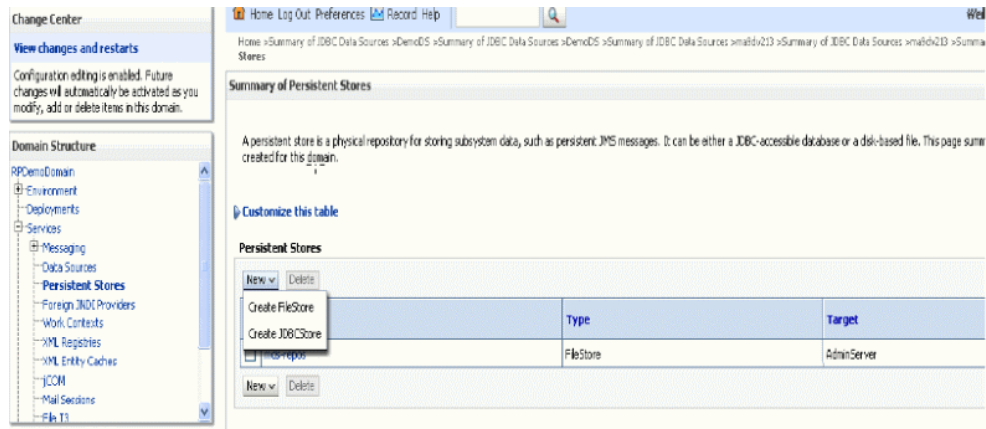 Change Center
View changes and restarts
Configuration editing is enabled. Future
changes will automatically be activated as you
modify, add or delete items in this domain.
Domain Structure
RPDemoDomain
Environment
Deployments
Services
Messaging
Data Sources
Persistent Stores
Foreign JNDI Providers
Work Contexts
XML Registries
XML Entity Caches
jCOM
Mail Sessions
File T3
Home Log Out Preferences Record Help
Wel
Home >Summary of JDBC Data Sources >DemoDS >Summary of JDBC Data Sources >DemoDS >Summary of JDBC Data Sources >Summary of JDBC Data Sources
Stores
Summary of Persistent Stores
A persistent store is a physical repository for storing subsystem data, such as persistent JMS messages. It can be either a JDBC-accessible database or a disk-based file. This page summ
created for this domain.
Customize this table
Persistent Stores
New Delete
Create FileStore
Create JDBCStore
Type Target
mds-repos FileStore AdminServer
New Delete